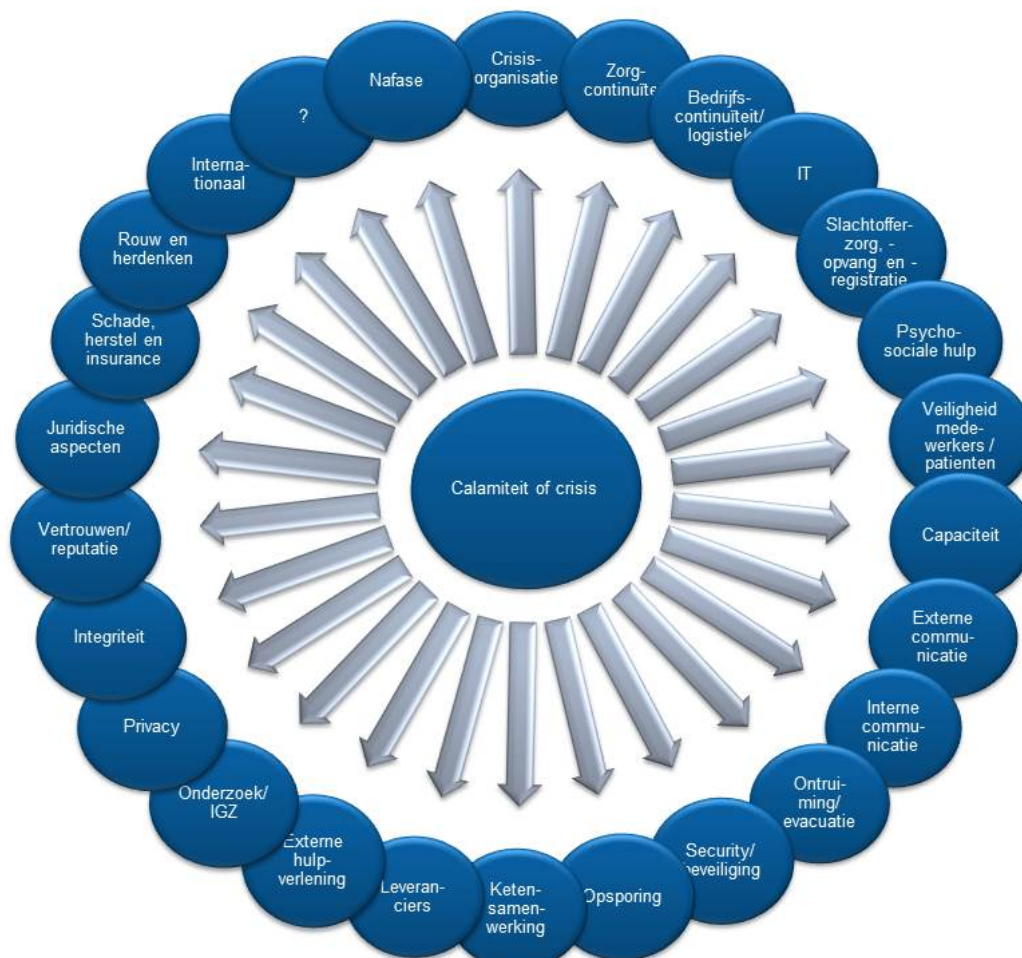 Crisis-
organisatie
Zorg-
continuïte
Bedrijfs-
continuïteit/
logistiek
IT
Slachtoffer-
zorg, -
opvang en -
registratie
Psycho-
sociale hulp
Veiligheid
mede-
werkers /
patienten
Capaciteit
Externe
commu-
nicatie
Interne
commu-
nicatie
Ontrui-
ming/
evacuatie
Security/
beveiliging
Opsporing
Keten-
samen-
werking
Leveran-
ciers
Externe
hulp-
verlening
Onderzoek/
IGZ
Privacy
Integriteit
Vertrouwen/
reputatie
Juridische
aspecten
Schade,
herstel en
insurance
Rouw en
herdenken
Interna-
tionaal
?
Nafase
Calamiteit of crisis